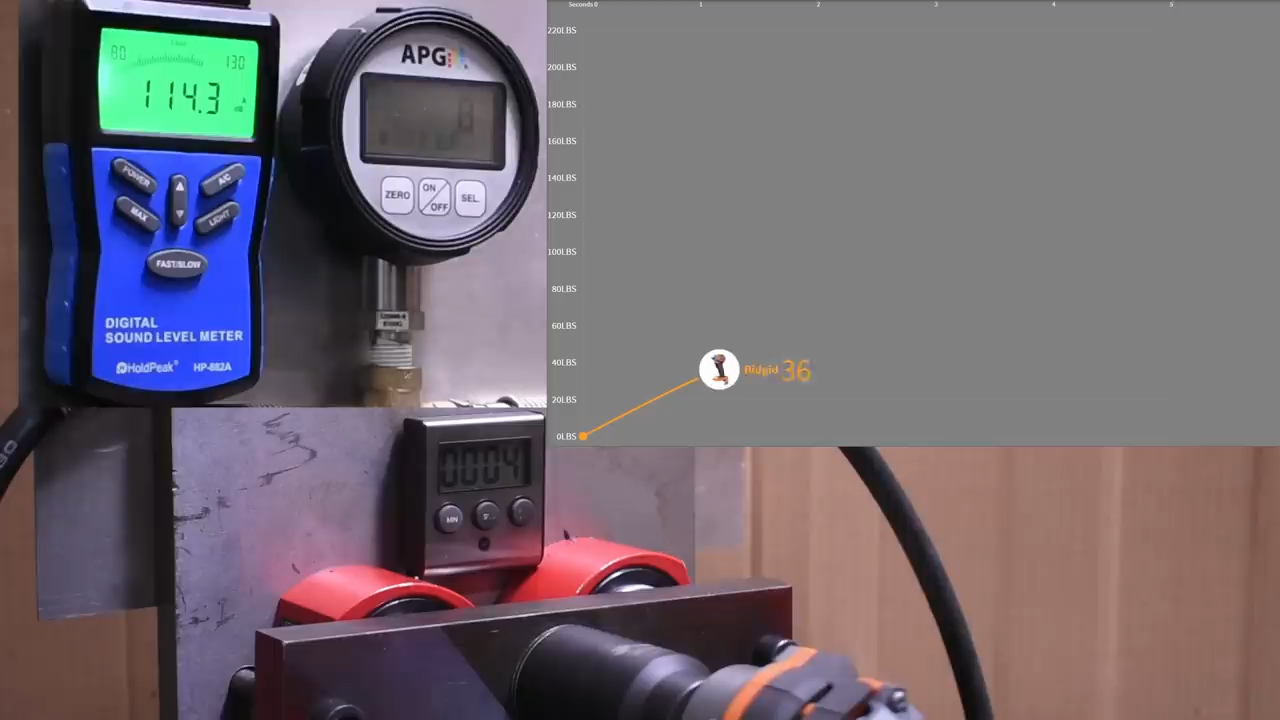 80
130
114.3
POWER
A/C
MAX
LIGHT
FAST/SLOW
DIGITAL
SOUND LEVEL METER
HoldPeak®
HP-882A
APG
ZERO
ON
OFF
SEL
Seconds 0 1 2 3 4 5
220LBS
200LBS
180LBS
160LBS
140LBS
120LBS
100LBS
80LBS
60LBS
40LBS
20LBS
0LBS
Ridgid 36
0004
MN